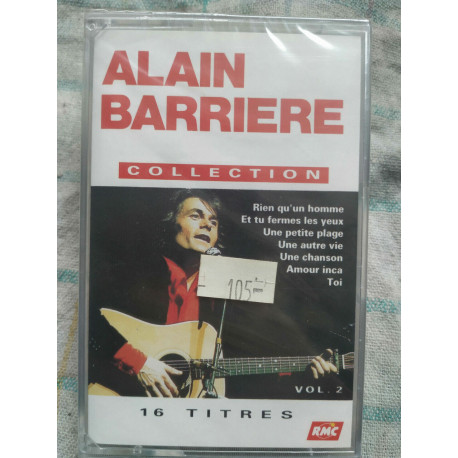 ALAIN
BARRIERE
COLLECTION
Rien qu'un homme
Et tu fermes les yeux
Une petite plage
Une autre vie
Une chanson
Amour inca
Toi
105
VOL. 2
16 TITRES
RMC